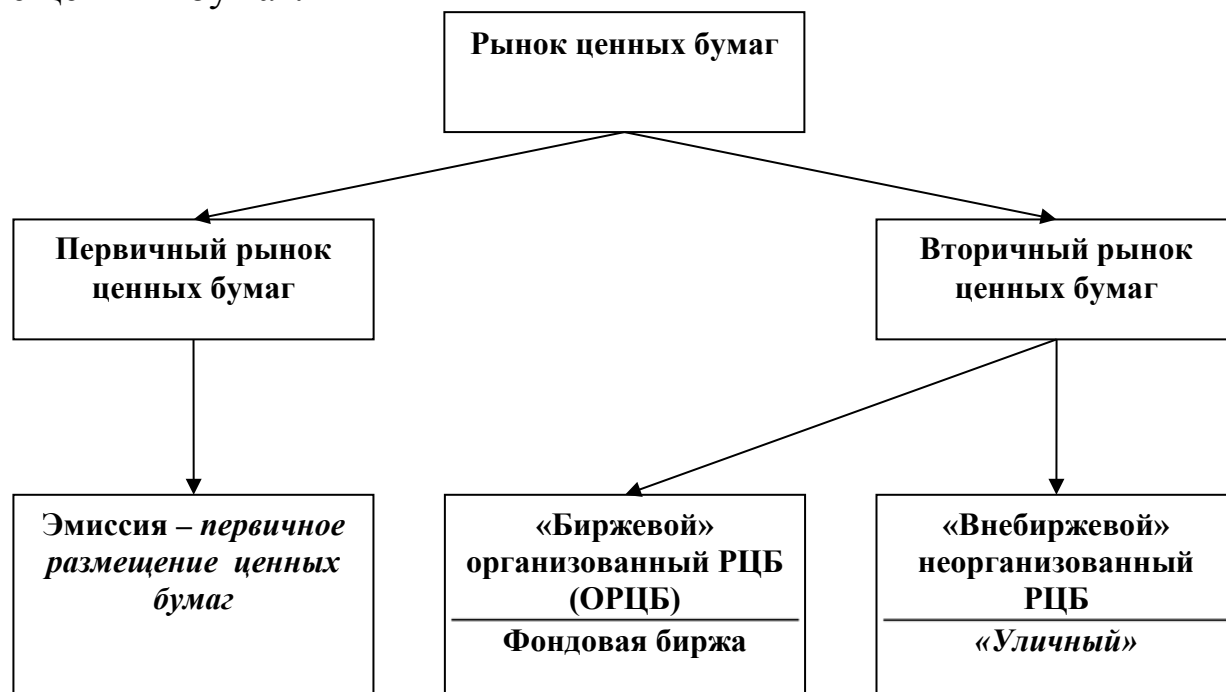 Рынок ценных бумаг
Первичный рынок
ценных бумаг
Вторичный рынок
ценных бумаг
Эмиссия – первичное
размещение ценных
бумаг
«Биржевой»
организованный РЦБ
(ОРЦБ)
Фондовая биржа
«Внебиржевой»
неорганизованный
РЦБ
«Уличный»